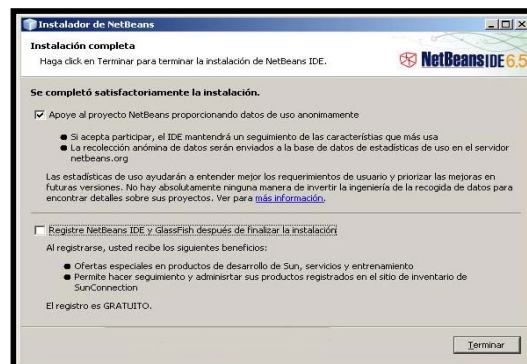 Instalador de NetBeans
Instalación completa
Haga click en Terminar para terminar la instalación de NetBeans IDE.
NetBeans IDE 6.5
Se completó satisfactoriamente la instalación.
Apoye al proyecto NetBeans proporcionando datos de uso anonimamente
Si acepta participar, el IDE mantendrá un seguimiento de las características que más usa
La recolección anónima de datos serán enviados a la base de datos de estadísticas de uso en el servidor
netbeans.org
Las estadísticas de uso ayudarán a entender mejor los requerimientos de usuario y priorizar las mejoras en
futuras versiones. No hay absolutamente ninguna manera de invertir la ingeniería de la recogida de datos para
encontrar detalles sobre sus proyectos. Ver para más información.
Registre NetBeans IDE y GlassFish después de finalizar la instalación
Al registrarse, usted recibe los siguientes beneficios:
Ofertas especiales en productos de desarrollo de Sun, servicios y entrenamiento
Permite hacer seguimiento y adminisrtar sus productos registrados en el sitio de inventario de
SunConnection
El registro es GRATUITO.
Terminar